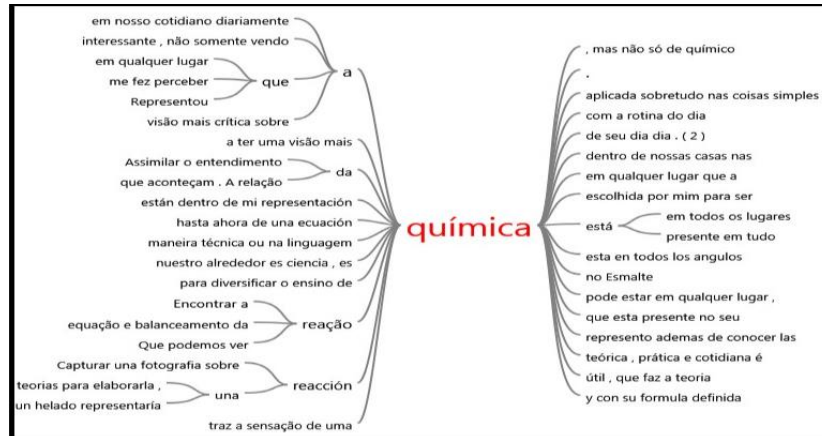 em nosso cotidiano diariamente
interessante , não somente vendo
em qualquer lugar
me fez perceber
Representou
que
visão mais crítica sobre
a
a ter uma visão mais
Assimilar o entendimento
que aconteçam . A relação
da
están dentro de mi representación
hasta ahora de una ecuación
maneira técnica ou na linguagem
nuestro alrededor es ciencia , es
para diversificar o ensino de
Encontrar a
equação e balanceamento da
Que podemos ver
reação
Capturar una fotografia sobre
teorias para elaborarla ,
un helado representaría
una
reacción
traz a sensação de uma
química
, mas não só de químico
.
aplicada sobretudo nas coisas simples
com a rotina do dia
de seu dia dia . ( 2 )
dentro de nossas casas nas
em qualquer lugar que a
escolhida por mim para ser
está
em todos os lugares
presente em tudo
esta en todos los angulos
no Esmalte
pode estar em qualquer lugar ,
que esta presente no seu
represento ademas de conocer las
teórica , prática e cotidiana é
útil , que faz a teoria
y con su formula definida